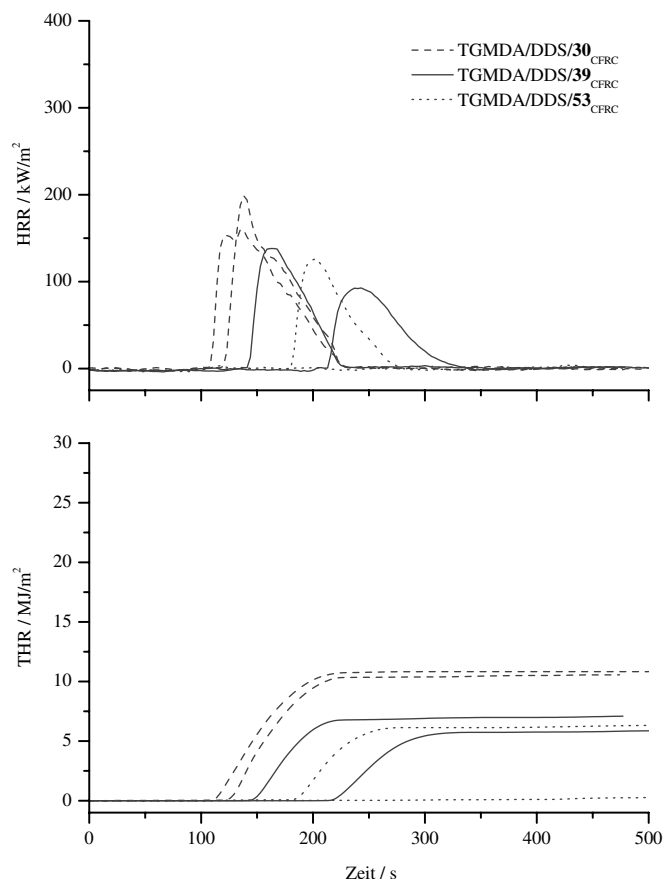 400
300
200
100
0
HRR / kW/m²
TGMDA/DDS/30CFRC
TGMDA/DDS/39CFRC
TGMDA/DDS/53CFRC
30
25
20
15
10
5
0
THR / MJ/m²
0 100 200 300 400 500
Zeit / s